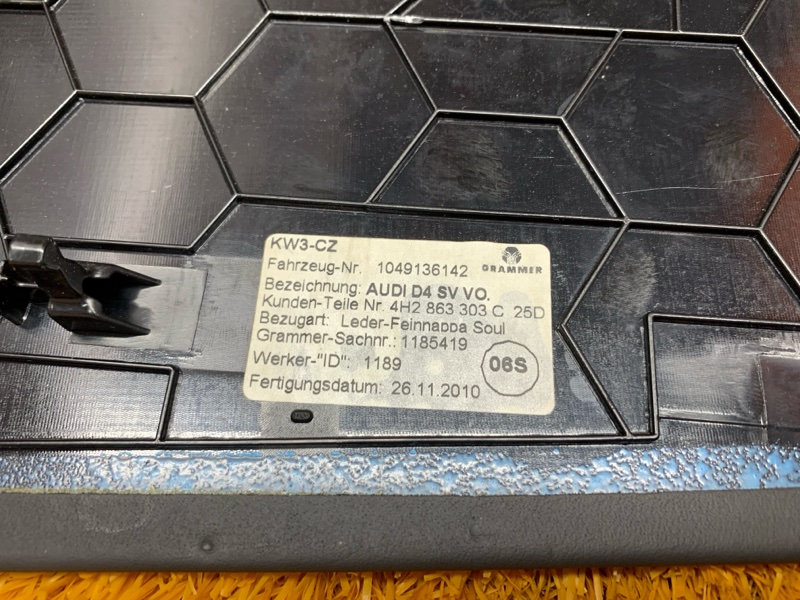 KW3-CZ
GRAMMER
Fahrzeug-Nr. 1049136142
Bezeichnung: AUDI D4 SV VO.
Kunden-Teile Nr. 4H2 863 303 C 25D
Bezugart: Leder-Feinnappa Soul
Grammer-Sachnr.: 1185419
Werker-"ID": 1189
06S
Fertigungsdatum: 26.11.2010